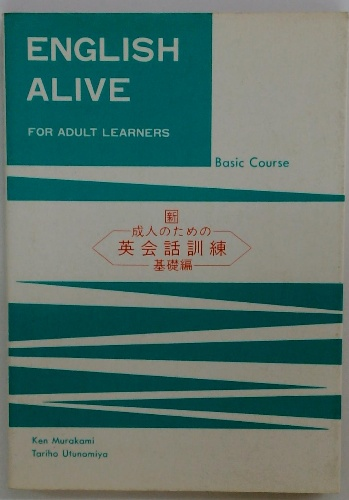 ENGLISH
ALIVE
FOR ADULT LEARNERS
Basic Course
新
成人のための
英会話訓練
基礎編
Ken Murakami
Tariho Utunomiya